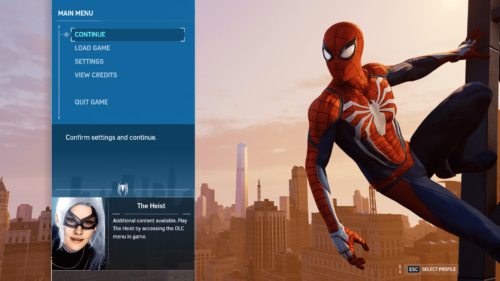 MAIN MENU
CONTINUE
LOAD GAME
SETTINGS
VIEW CREDITS
QUIT GAME
Confirm settings and continue.
The Heist
Additional content available. Play
The Heist by accessing the DLC
menu in game.
ESC SELECT PROFILE